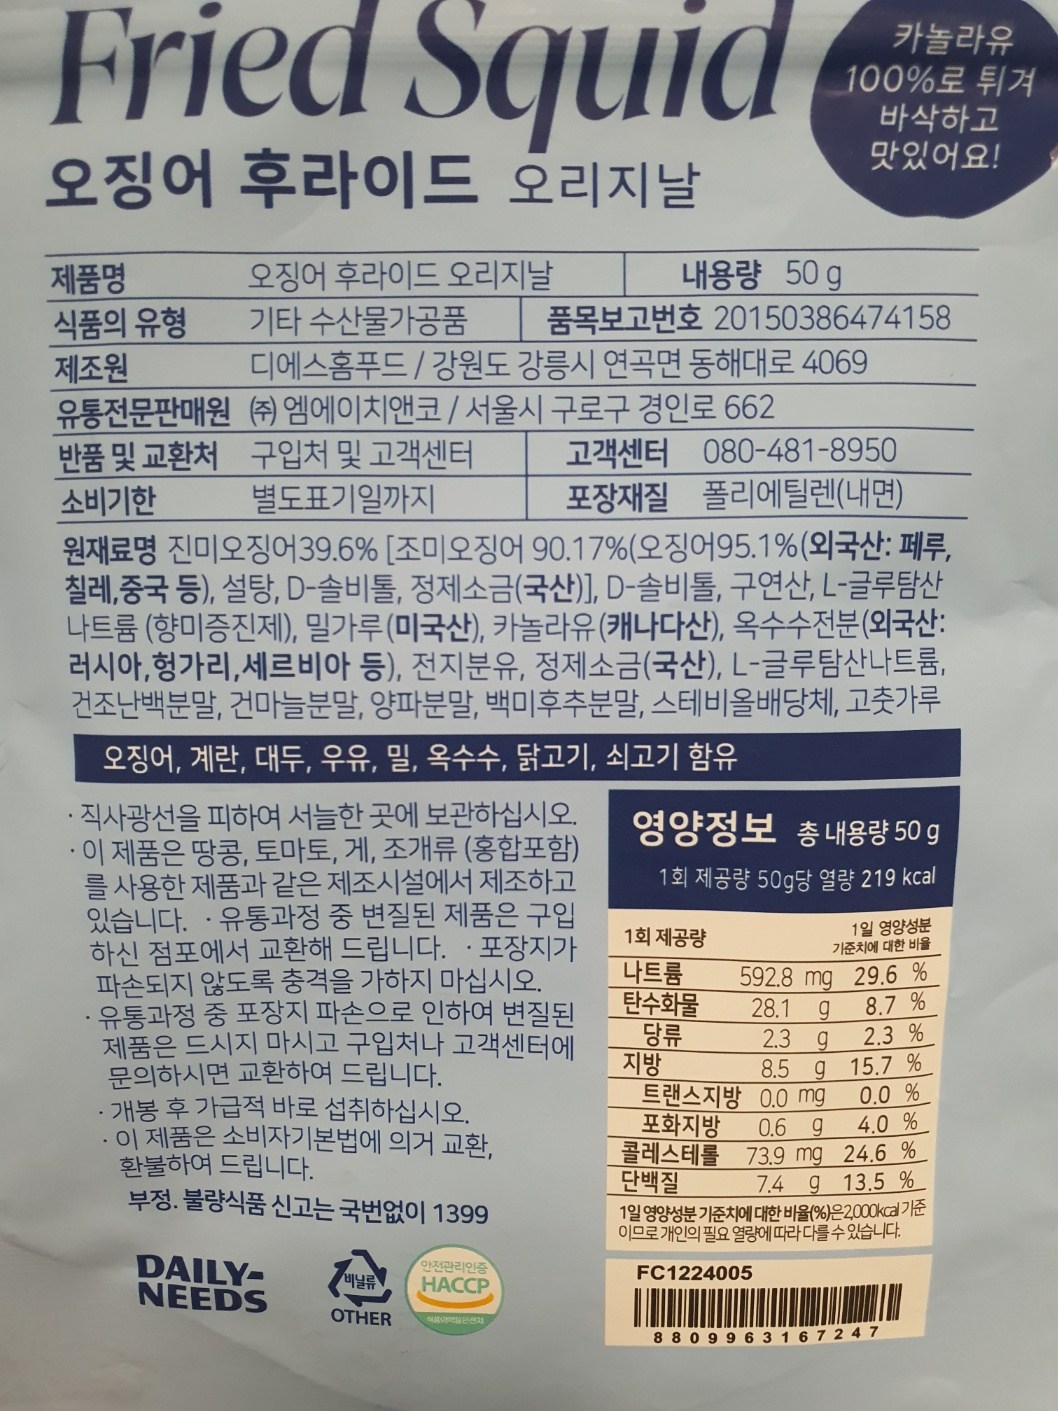 Fried Squid
카놀라유
100%로 튀겨
바삭하고
맛있어요!
오징어 후라이드 오리지날
제품명 오징어 후라이드 오리지날 내용량 50 g
식품의 유형 기타 수산물가공품 품목보고번호 20150386474158
제조원 디에스홈푸드 / 강원도 강릉시 연곡면 동해대로 4069
유통전문판매원 ㈜ 엠에이치앤코 / 서울시 구로구 경인로 662
반품 및 교환처 구입처 및 고객센터 고객센터 080-481-8950
소비기한 별도표기일까지 포장재질 폴리에틸렌(내면)
원재료명 진미오징어39.6% [조미오징어 90.17%(오징어95.1%(외국산: 페루,
칠레,중국 등), 설탕, D-솔비톨, 정제소금(국산)], D-솔비톨, 구연산, L-글루탐산
나트륨 (향미증진제), 밀가루(미국산), 카놀라유(캐나다산), 옥수수전분(외국산:
러시아,헝가리,세르비아 등), 전지분유, 정제소금(국산), L-글루탐산나트륨,
건조난백분말, 건마늘분말, 양파분말, 백미후추분말, 스테비올배당체, 고춧가루
오징어, 계란, 대두, 우유, 밀, 옥수수, 닭고기, 쇠고기 함유
· 직사광선을 피하여 서늘한 곳에 보관하십시오.
· 이 제품은 땅콩, 토마토, 게, 조개류 (홍합포함)
를 사용한 제품과 같은 제조시설에서 제조하고
있습니다. · 유통과정 중 변질된 제품은 구입
하신 점포에서 교환해 드립니다. · 포장지가
파손되지 않도록 충격을 가하지 마십시오.
· 유통과정 중 포장지 파손으로 인하여 변질된
제품은 드시지 마시고 구입처나 고객센터에
문의하시면 교환하여 드립니다.
· 개봉 후 가급적 바로 섭취하십시오.
· 이 제품은 소비자기본법에 의거 교환,
환불하여 드립니다.
부정. 불량식품 신고는 국번없이 1399
영양정보 총 내용량 50 g
1회 제공량 50g당 열량 219 kcal
1회 제공량 1일 영양성분
기준치에 대한 비율
나트륨 592.8 mg 29.6 %
탄수화물 28.1 g 8.7 %
당류 2.3 g 2.3 %
지방 8.5 g 15.7 %
트랜스지방 0.0 mg 0.0 %
포화지방 0.6 g 4.0 %
콜레스테롤 73.9 mg 24.6 %
단백질 7.4 g 13.5 %
1일 영양성분 기준치에 대한 비율(%)은 2,000kcal 기준
이므로 개인의 필요 열량에 따라 다를 수 있습니다.
DAILY-
NEEDS
비닐류
OTHER
안전관리인증
HACCP
FC1224005
8809963167247